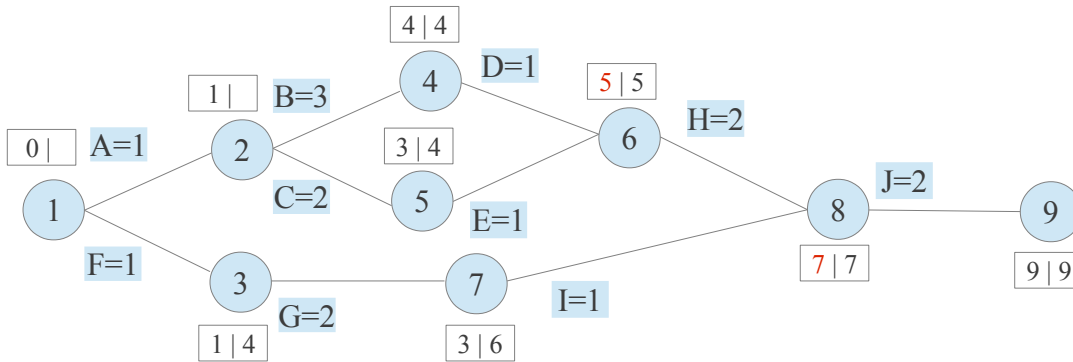 4 | 4
4
D=1
1 |
B=3
5 | 5
0 |
A=1
2
3 | 4
6
H=2
1
C=2
5
E=1
8
J=2
9
F=1
3
G=2
7
I=1
7 | 7
9 | 9
1 | 4
3 | 6